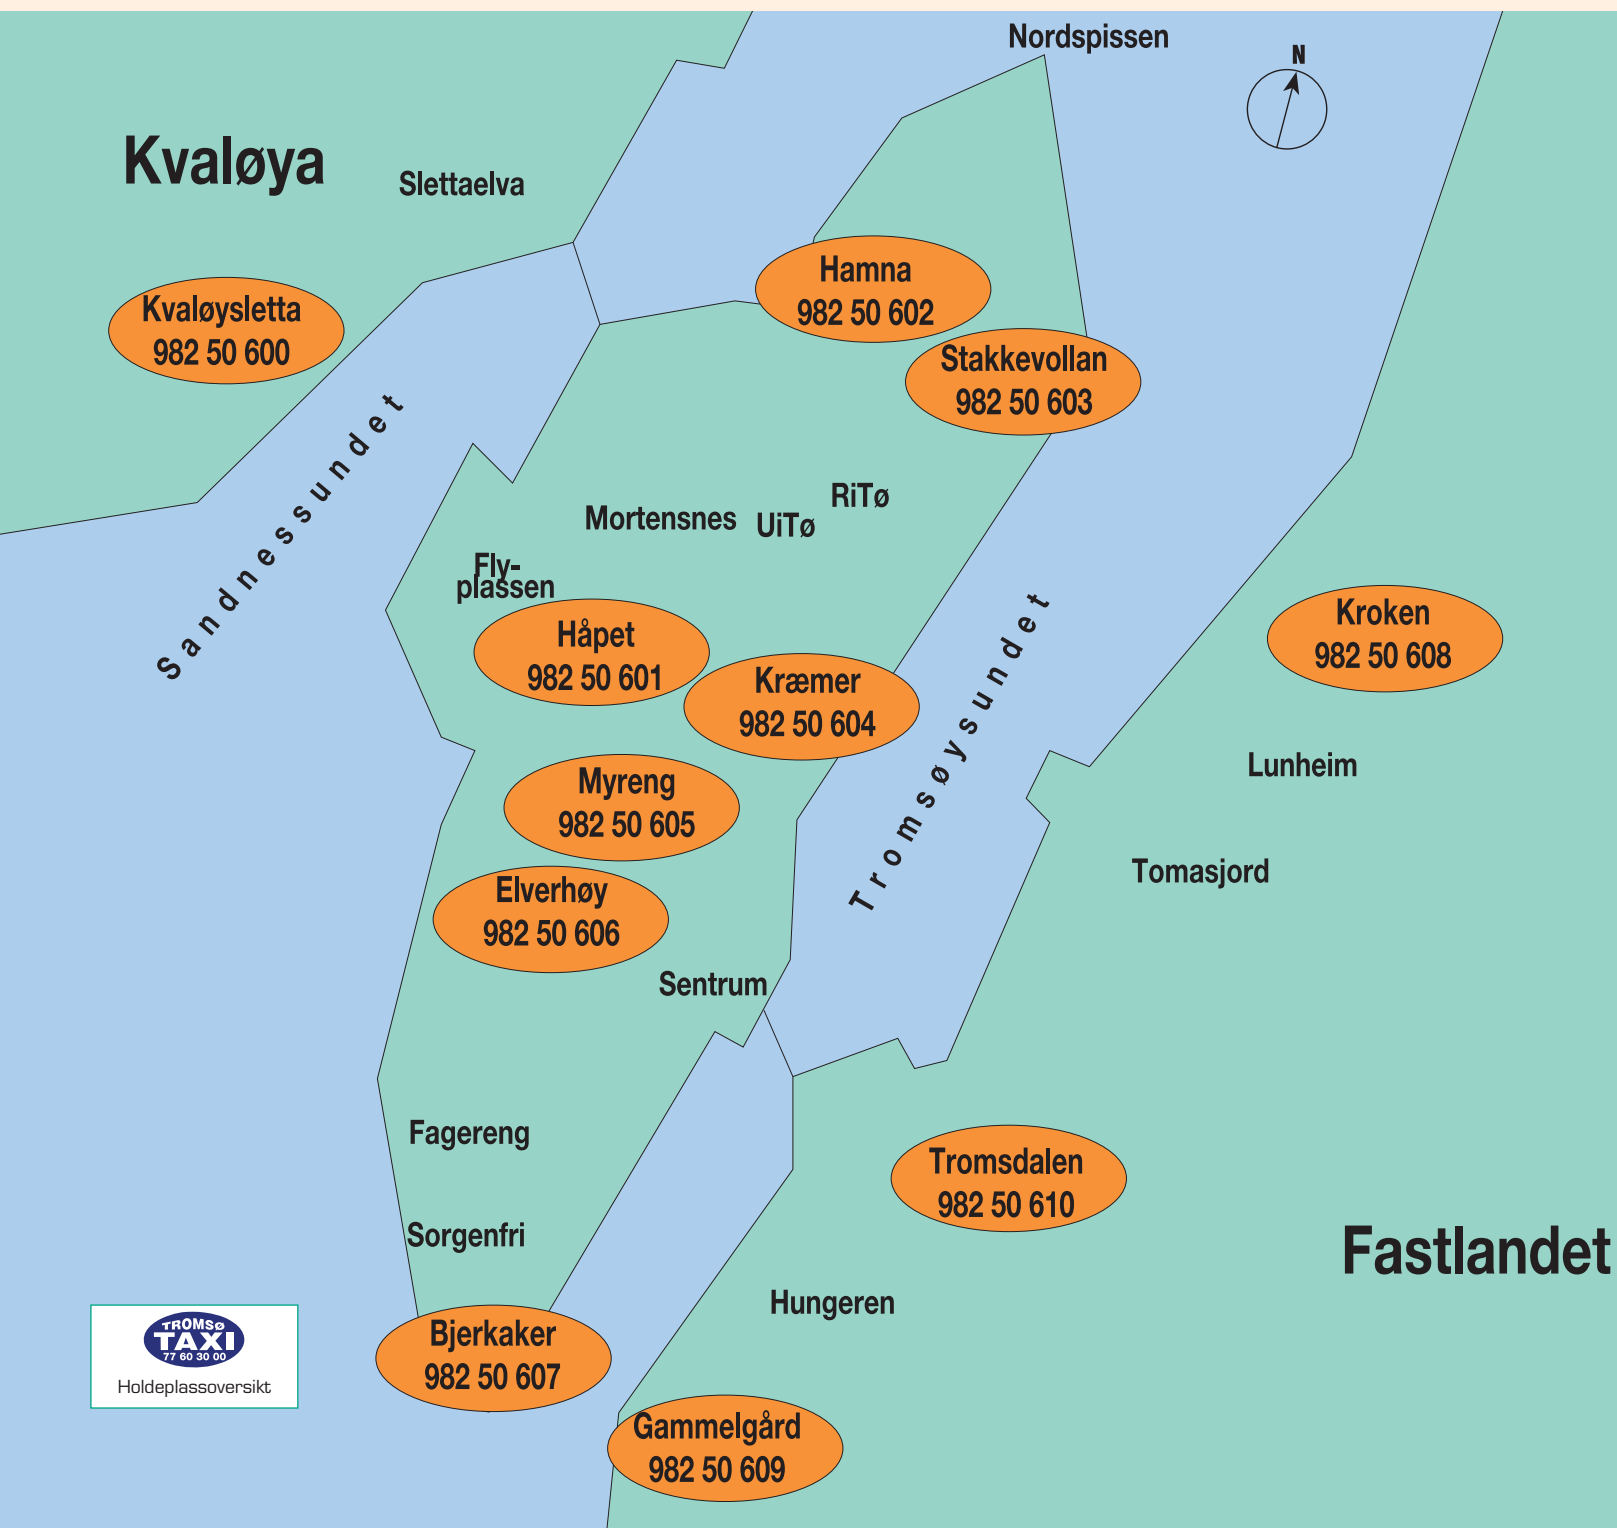 Nordspissen
N
Kvaløya
Slettaelva
Hamna
982 50 602
Kvaløysletta
982 50 600
Stakkevollan
982 50 603
Sandnessundet
RiTø
Mortensnes
UiTø
Fly-
plassen
Håpet
982 50 601
Kræmer
982 50 604
Tromsøysundet
Kroken
982 50 608
Lunheim
Myreng
982 50 605
Tomasjord
Elverhøy
982 50 606
Sentrum
Fagereng
Tromsdalen
982 50 610
Sorgenfri
Fastlandet
Hungeren
TROMSØ
TAXI
77 60 30 00
Holdeplassoversikt
Bjerkaker
982 50 607
Gammelgård
982 50 609